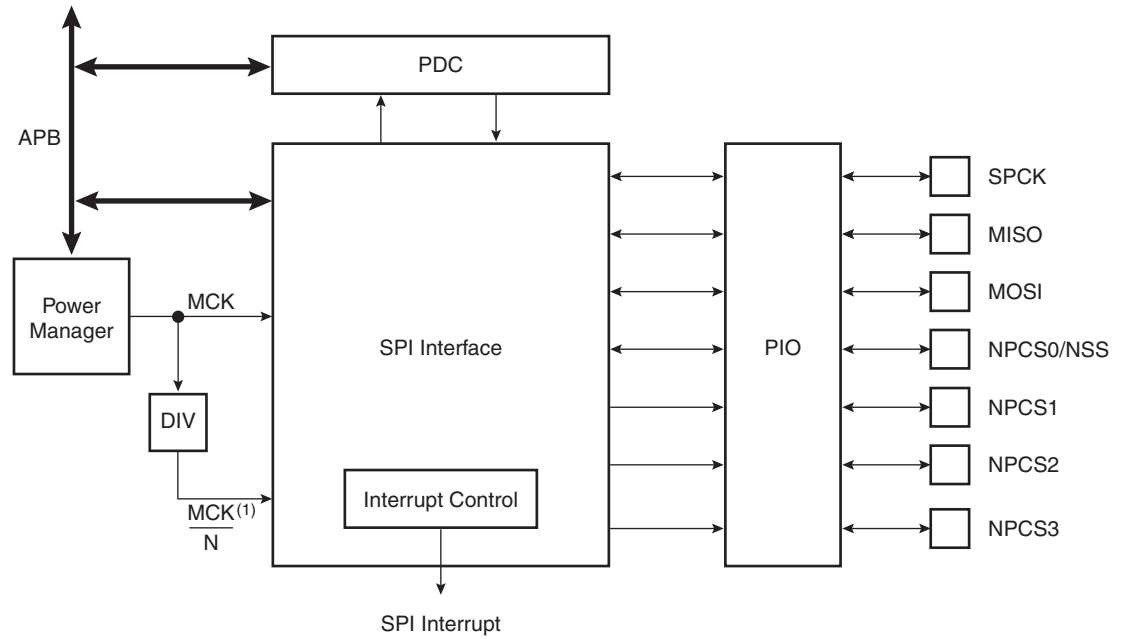 PDC
APB
SPCK
MISO
Power
Manager
MCK
MOSI
SPI Interface
PIO
NPCS0/NSS
DIV
NPCS1
NPCS2
Interrupt Control
MCK(1)
N
NPCS3
SPI Interrupt